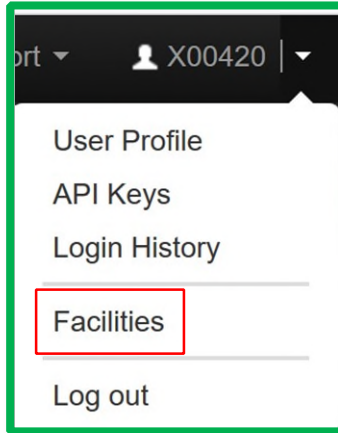 ort X00420
User Profile
API Keys
Login History
Facilities
Log out